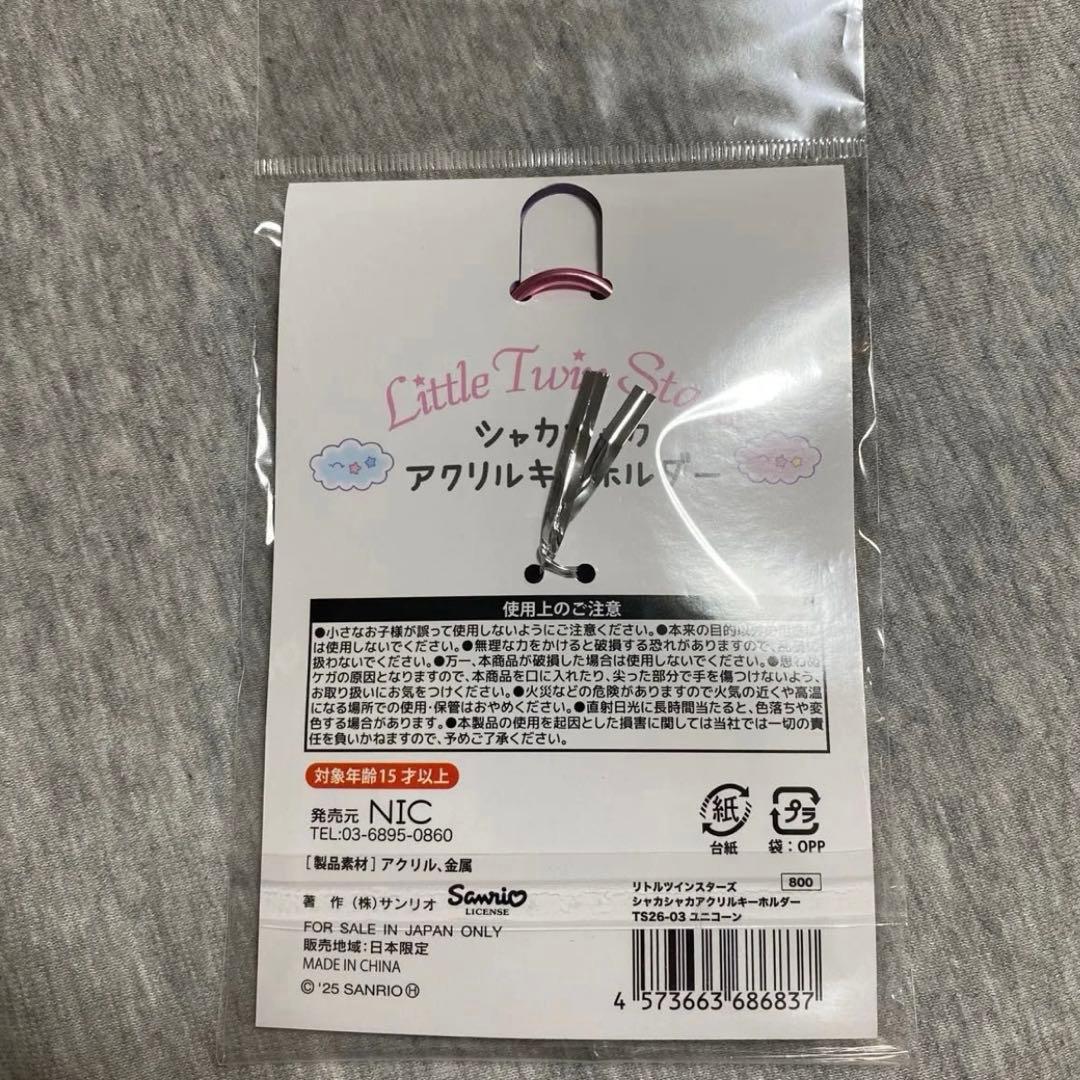 Little Twin Sta
シャカ カ
アクリルキ ホルダー
使用上のご注意
●小さなお子様が誤って使用しないようにご注意ください。●本来の目的以
は使用しないでください。●無理な力をかけると破損する恐れがありますので、
扱わないでください。●万一、本商品が破損した場合は使用しないでください。●思わぬ
ケガの原因となりますので、本商品を口に入れたり、尖った部分で手を傷つけないよう、
お取り扱いにお気をつけください。●火災などの危険がありますので火気の近くや高温
になる場所での使用・保管はおやめください。●直射日光に長時間当たると、色落ちや変
色する場合があります。●本製品の使用を起因とした損害に関しては当社では一切の責
任を負いかねますので、予めご了承ください。
対象年齢15才以上
発売元 NIC
TEL:03-6895-0860
[製品素材]アクリル、金属
著 作 (株)サンリオ Sanrio LICENSE
FOR SALE IN JAPAN ONLY
販売地域:日本限定
MADE IN CHINA
© '25 SANRIO Ⓗ
紙
台紙
プラ
袋:OPP
リトルツインスターズ 800
シャカシャカアクリルキーホルダー
TS26-03 ユニコーン
4 573663 686837